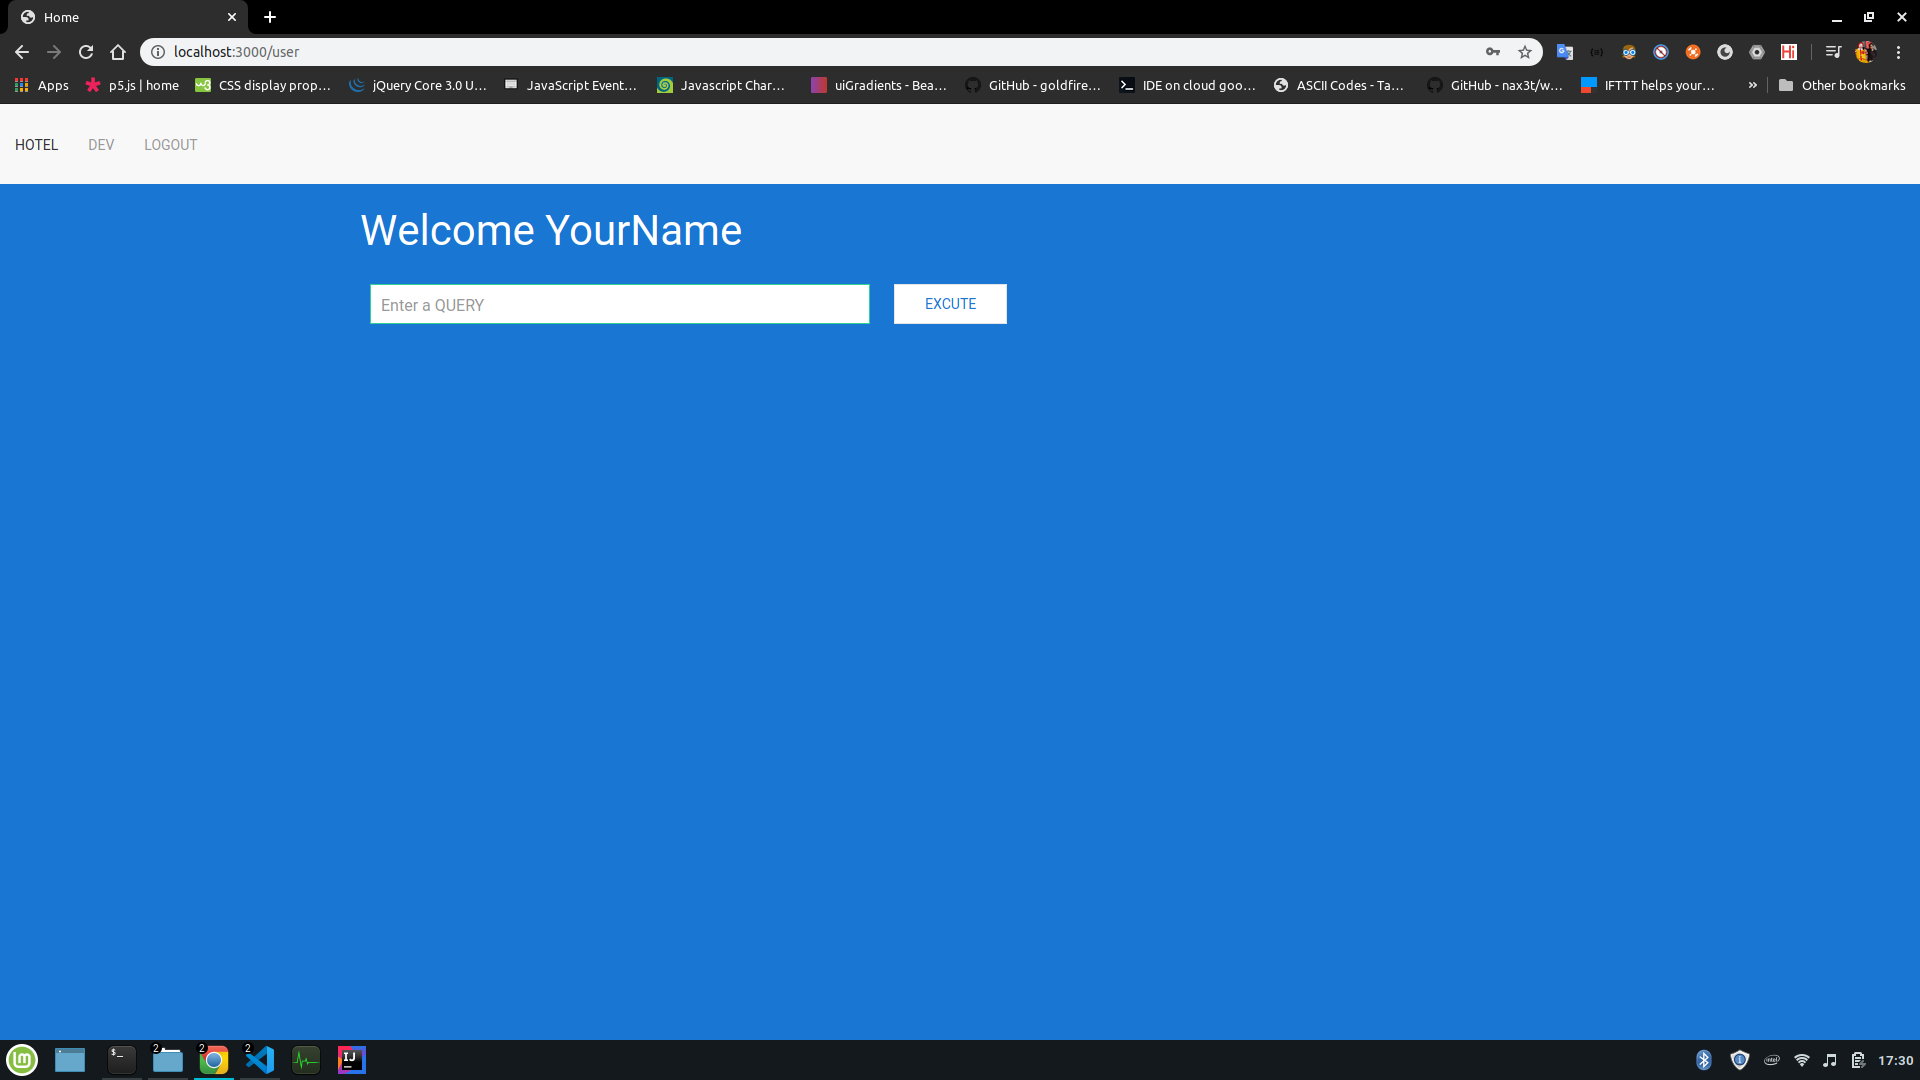 Home
localhost:3000/user
Apps
p5.js | home
CSS display prop...
jQuery Core 3.0 U...
JavaScript Event...
Javascript Char...
uiGradients - Bea...
GitHub - goldfire...
IDE on cloud goo...
ASCII Codes - Ta...
GitHub - nax3t/w...
IFTTT helps your...
»
Other bookmarks
HOTEL DEV LOGOUT
Welcome YourName
Enter a QUERY
EXCUTE
$_
2
2
2
IJ
intel
17:30